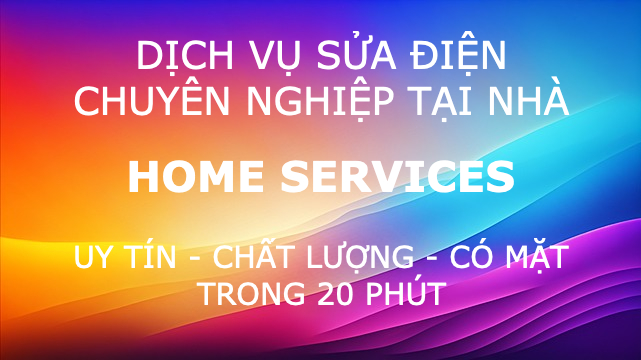 DỊCH VỤ SỬA ĐIỆN
CHUYÊN NGHIỆP TẠI NHÀ
HOME SERVICES
UY TÍN - CHẤT LƯỢNG - CÓ MẶT
TRONG 20 PHÚT